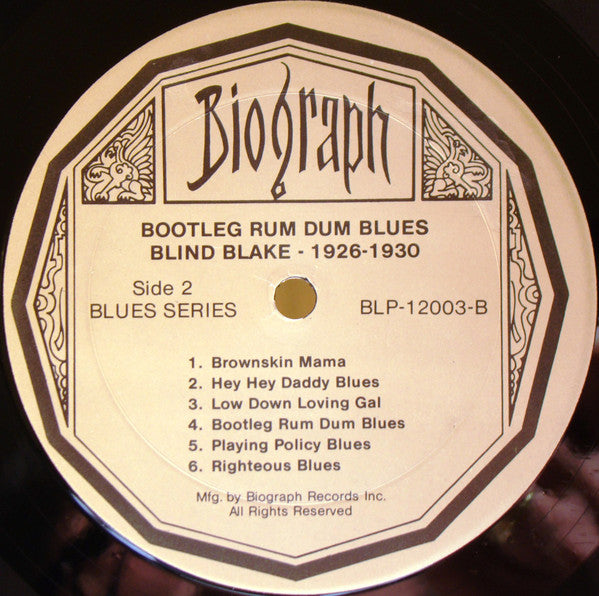 Biograph
BOOTLEG RUM DUM BLUES
BLIND BLAKE - 1926-1930
Side 2
BLUES SERIES
BLP-12003-B
1. Brownskin Mama
2. Hey Hey Daddy Blues
3. Low Down Loving Gal
4. Bootleg Rum Dum Blues
5. Playing Policy Blues
6. Righteous Blues
Mfg. by Biograph Records Inc.
All Rights Reserved